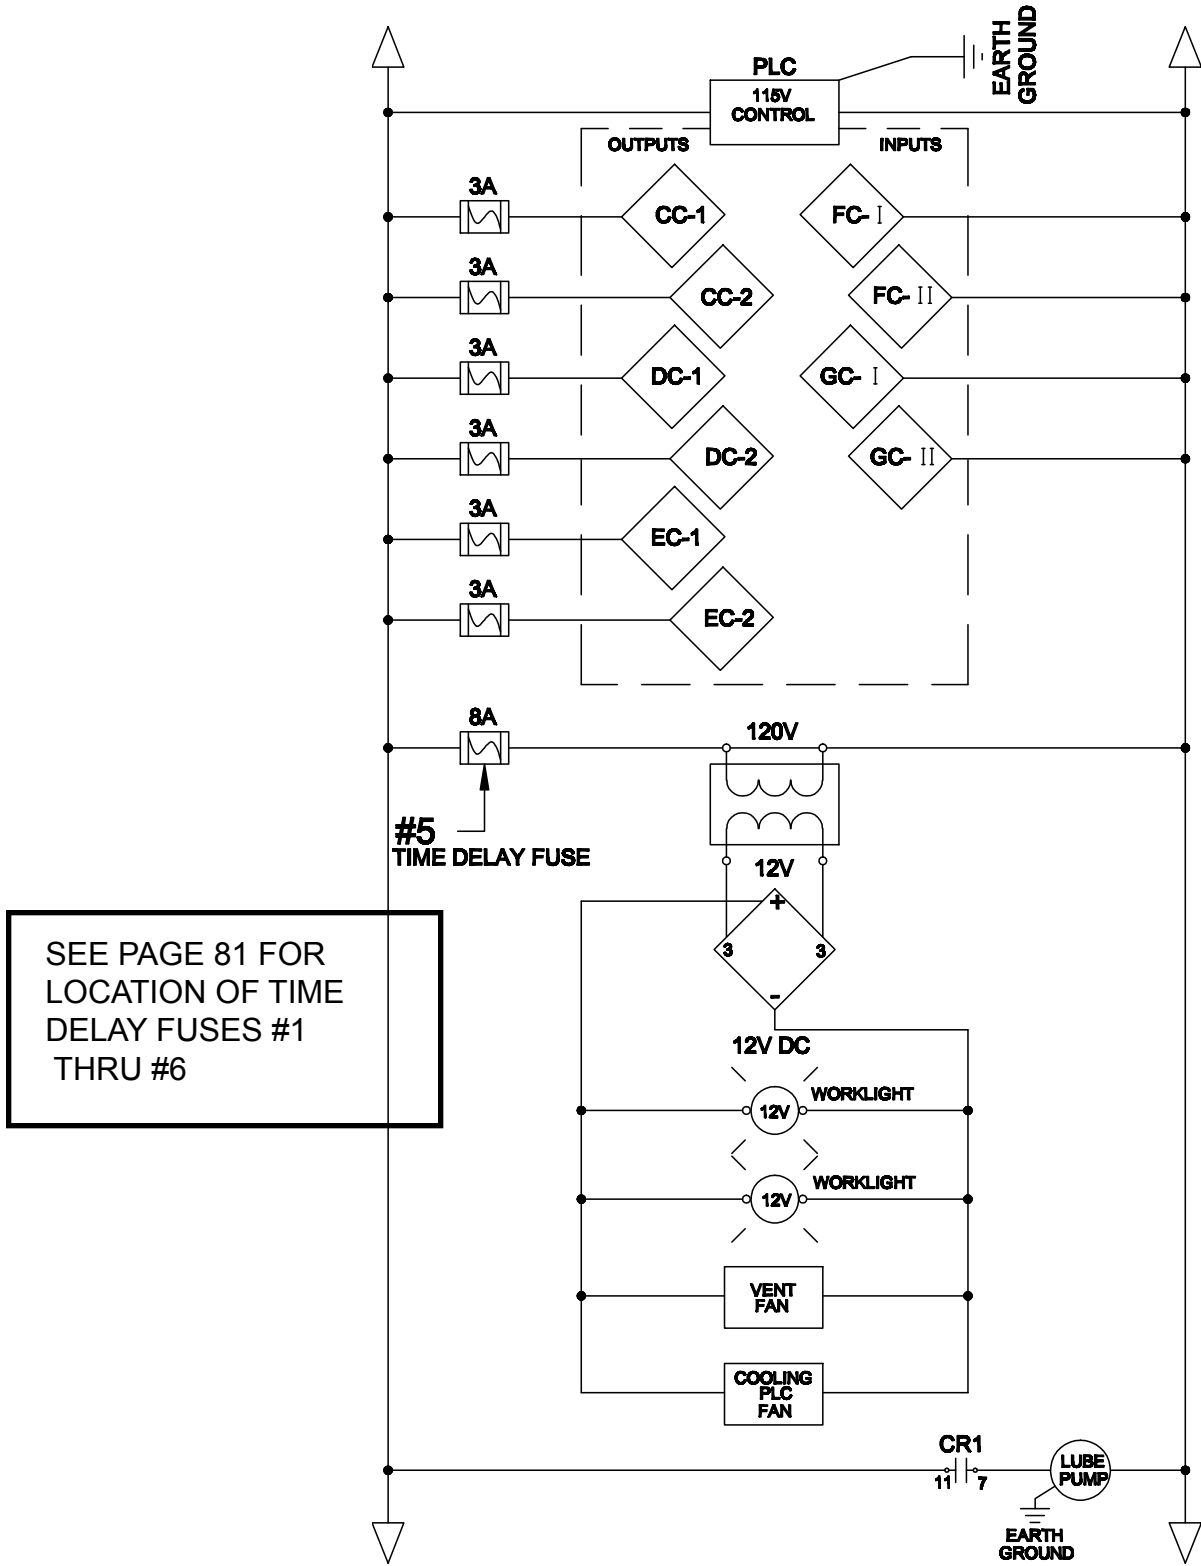 EARTH
GROUND
PLC
115V
CONTROL
OUTPUTS
INPUTS
3A
CC-1
FC- I
3A
CC-2
FC- II
3A
DC-1
GC- I
3A
DC-2
GC- II
3A
EC-1
3A
EC-2
8A
120V
#5
TIME DELAY FUSE
12V
+
3
3
-
SEE PAGE 81 FOR
LOCATION OF TIME
DELAY FUSES #1
THRU #6
12V DC
WORKLIGHT
12V
WORKLIGHT
12V
VENT
FAN
COOLING
PLC
FAN
CR1
11
7
LUBE
PUMP
EARTH
GROUND